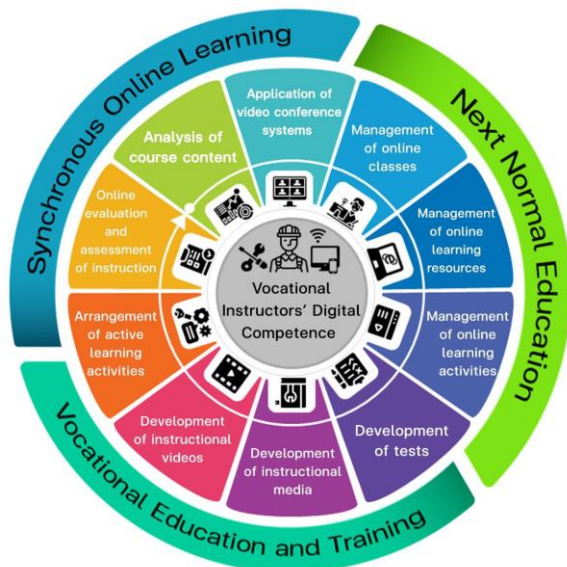 Synchronous Online Learning
Next Normal Education
Vocational Education and Training
Application of
video conference
systems
Management
of online
classes
Management
of online
learning
resources
Management
of online
learning
activities
Development
of tests
Development
of instructional
media
Development
of instructional
videos
Arrangement
of active
learning
activities
Online
evaluation
and
assessment
of instruction
Analysis of
course content
Vocational
Instructors' Digital
Competence